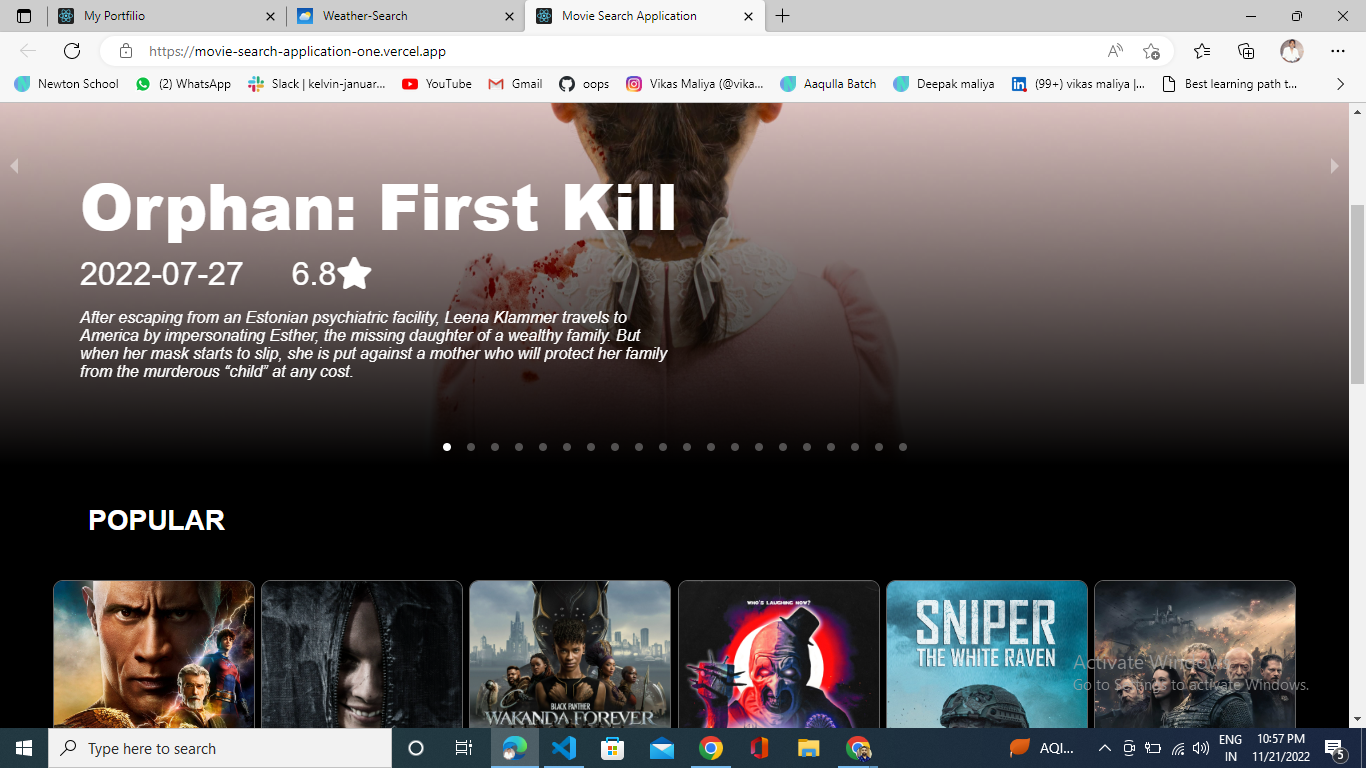 My Portfilio
Weather-Search
Movie Search Application
https://movie-search-application-one.vercel.app
Newton School
(2) WhatsApp
Slack | kelvin-januar...
YouTube
Gmail
oops
Vikas Maliya (@vika...
Aaqulla Batch
Deepak maliya
(99+) vikas maliya |...
Best learning path t...
Orphan: First Kill
2022-07-27 6.8
After escaping from an Estonian psychiatric facility, Leena Klammer travels to
America by impersonating Esther, the missing daughter of a wealthy family. But
when her mask starts to slip, she is put against a mother who will protect her family
from the murderous “child” at any cost.
POPULAR
BLACK PANTHER
WAKANDA FOREVER
WHO'S LAUGHING NOW?
SNIPER
THE WHITE RAVEN
Activate Windows
Go to Settings to activate Windows.
Type here to search
AQI...
ENG
IN
10:57 PM
11/21/2022
5